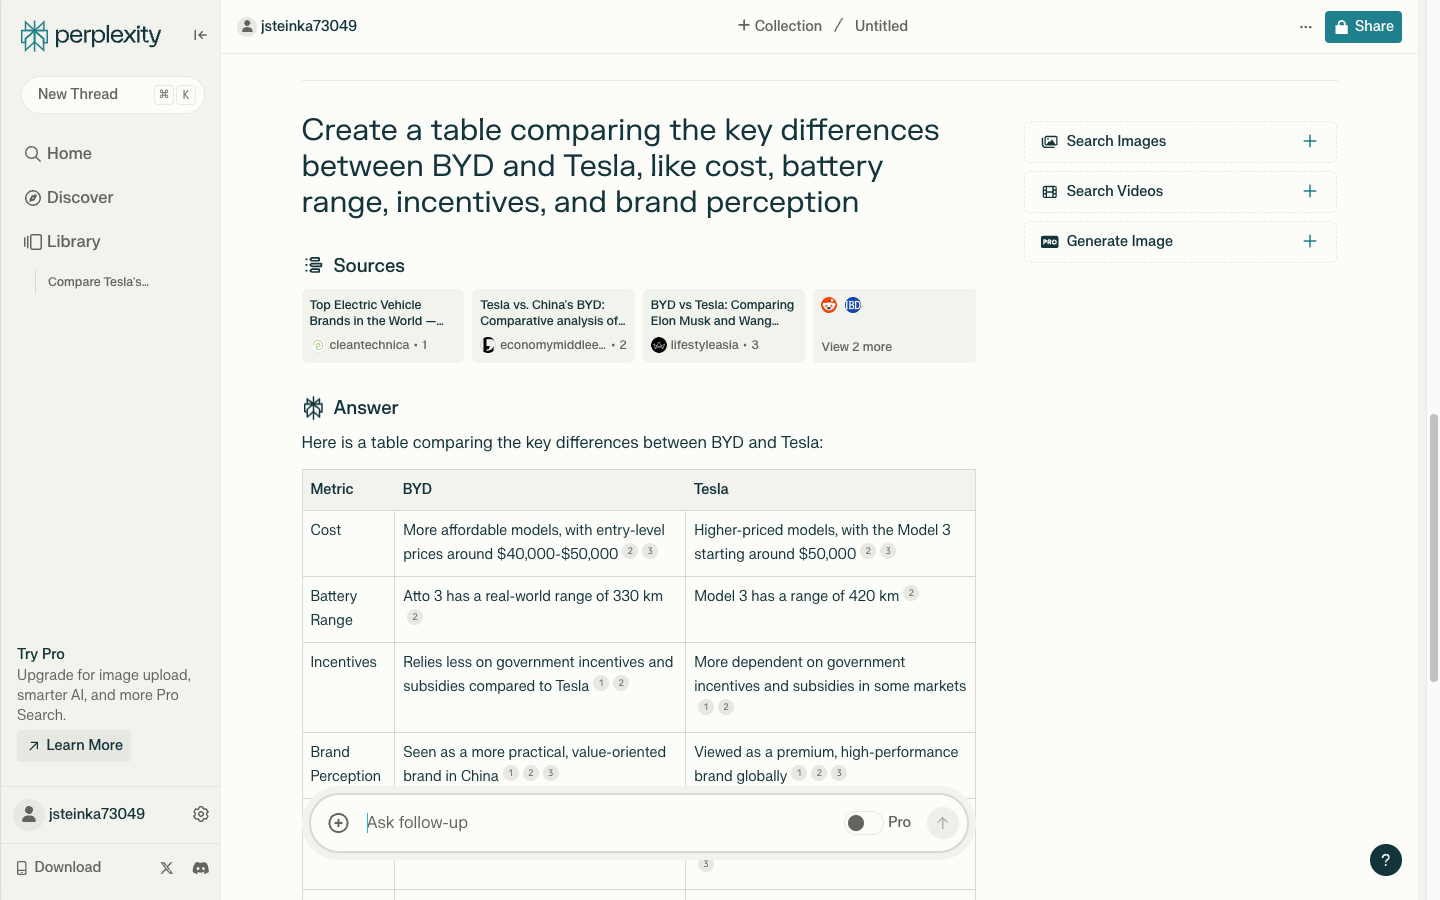 perplexity
New Thread ⌘ K
Home
Discover
Library
Compare Tesla's...
Try Pro
Upgrade for image upload,
smarter AI, and more Pro
Search.
Learn More
jsteinka73049
Download
jsteinka73049
+ Collection / Untitled
... Share
Create a table comparing the key differences
between BYD and Tesla, like cost, battery
range, incentives, and brand perception
Sources
Top Electric Vehicle
Brands in the World —...
cleantechnica • 1
Tesla vs. China's BYD:
Comparative analysis of...
economymiddlee... • 2
BYD vs Tesla: Comparing
Elon Musk and Wang...
lifestyleasia • 3
IBD
View 2 more
Answer
Here is a table comparing the key differences between BYD and Tesla:
Metric BYD Tesla
Cost
More affordable models, with entry-level
prices around $40,000-$50,000 2 3
Higher-priced models, with the Model 3
starting around $50,000 2 3
Battery
Range
Atto 3 has a real-world range of 330 km
2
Model 3 has a range of 420 km 2
Incentives
Relies less on government incentives and
subsidies compared to Tesla 1 2
More dependent on government
incentives and subsidies in some markets
1 2
Brand
Perception
Seen as a more practical, value-oriented
brand in China 1 2 3
Viewed as a premium, high-performance
brand globally 1 2 3
3
Ask follow-up
Pro
Search Images +
Search Videos +
PRO Generate Image +
?